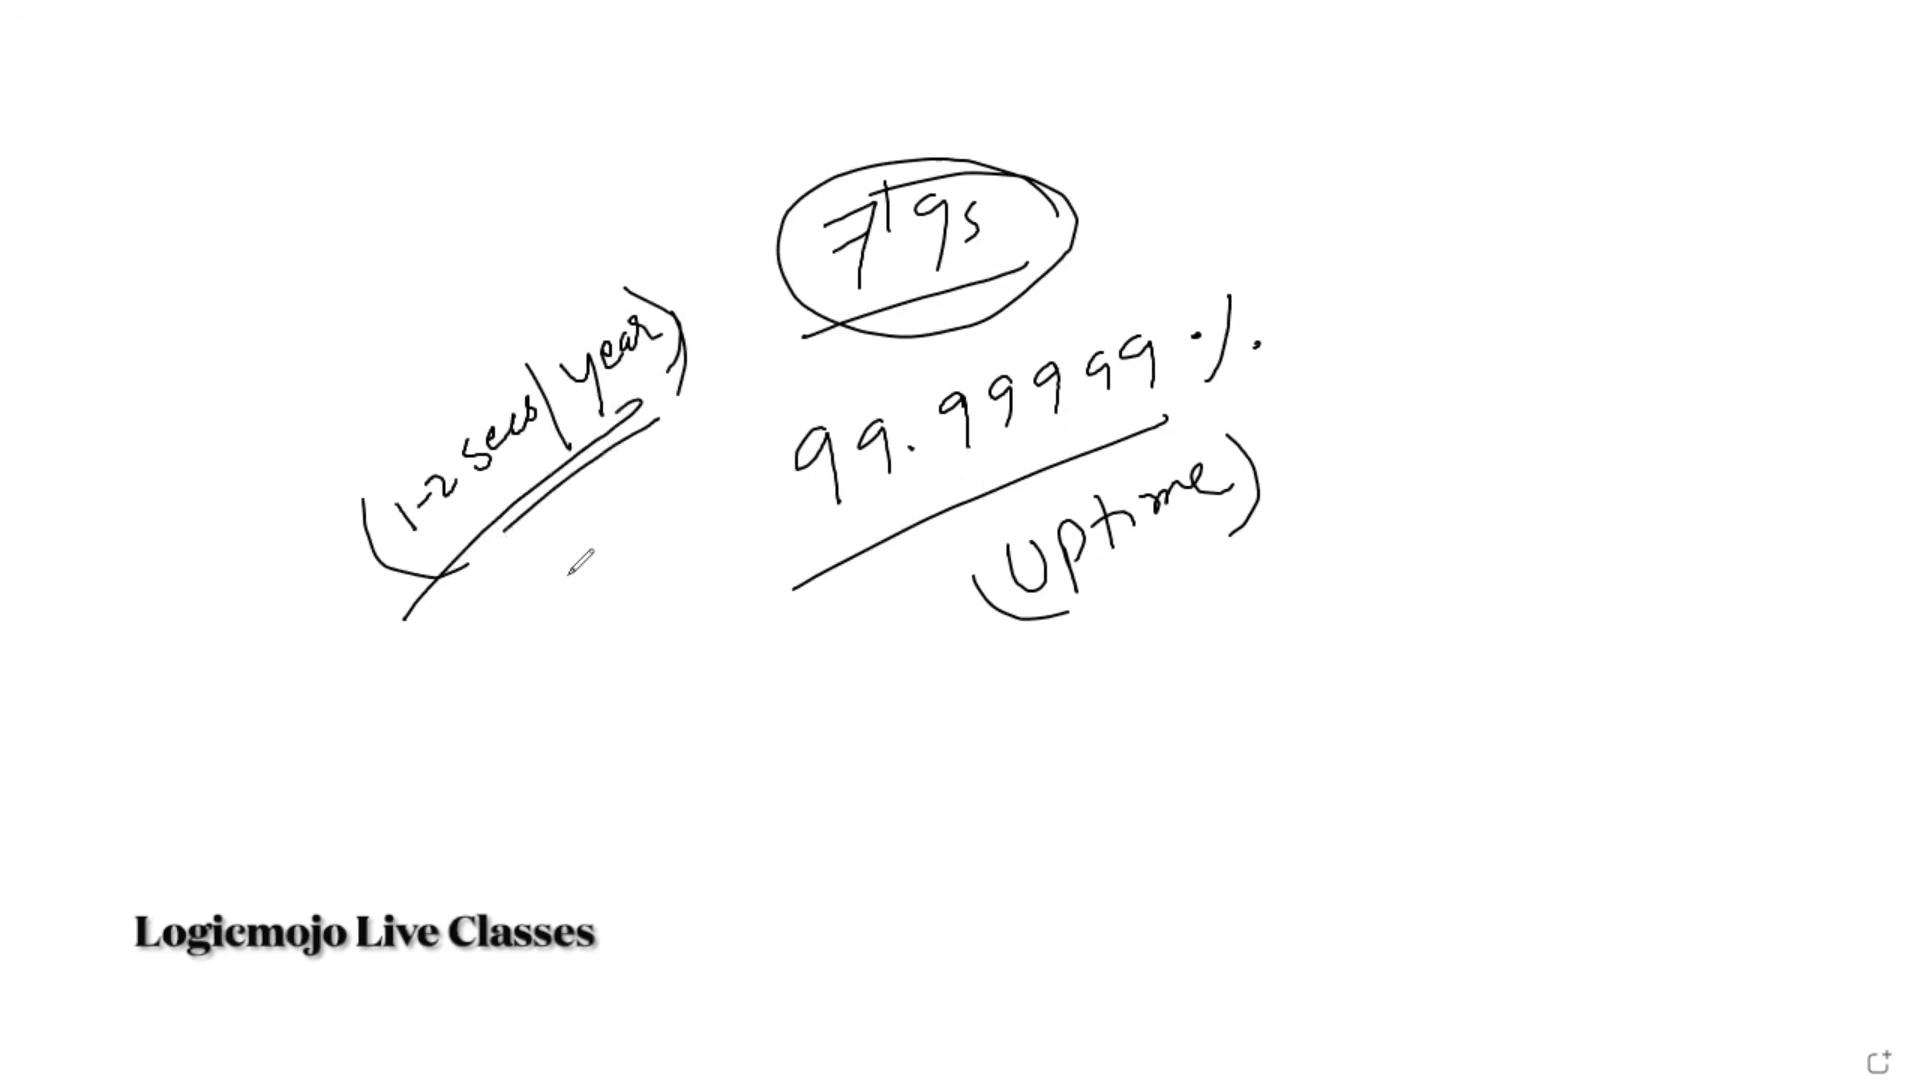 7+ 9s
(1-2 secs/year)
99.99999 %.
(Uptime)
Logicmojo Live Classes